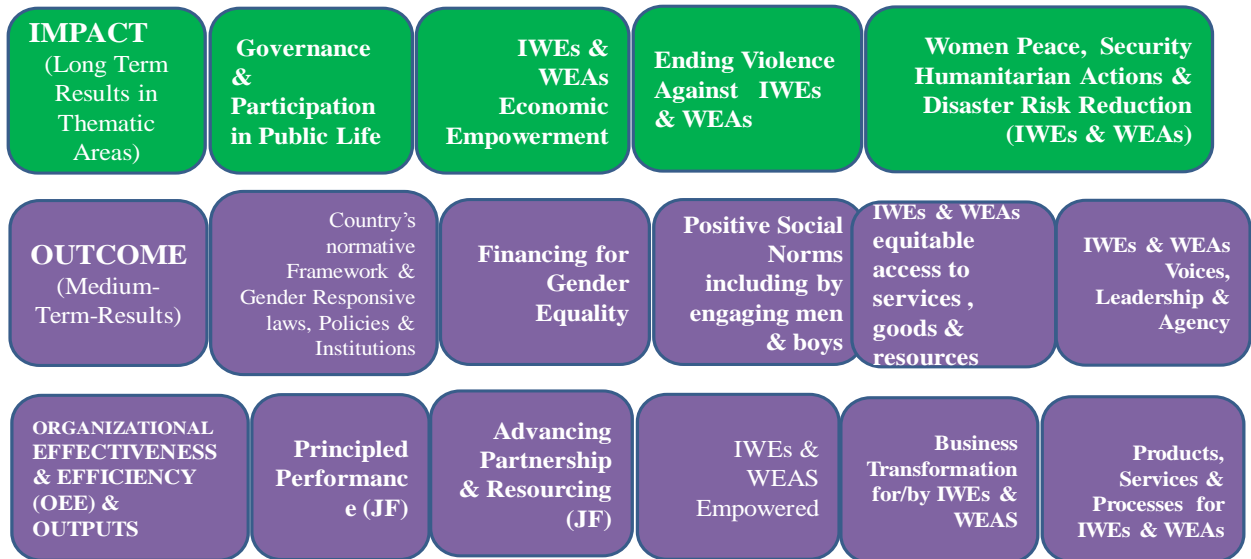 IMPACT
(Long Term
Results in
Thematic
Areas)
Governance
&
Participation
in Public Life
IWEs &
WEAs
Economic
Empowerment
Ending Violence
Against IWEs
& WEAs
Women Peace, Security
Humanitarian Actions &
Disaster Risk Reduction
(IWEs & WEAs)
OUTCOME
(Medium-
Term-Results)
Country’s
normative
Framework &
Gender Responsive
laws, Policies &
Institutions
Financing for
Gender
Equality
Positive Social
Norms
including by
engaging men
& boys
IWEs & WEAs
equitable
access to
services ,
goods &
resources
IWEs & WEAs
Voices,
Leadership &
Agency
ORGANIZATIONAL
EFFECTIVENESS
& EFFICIENCY
(OEE) &
OUTPUTS
Principled
Performanc
e (JF)
Advancing
Partnership
& Resourcing
(JF)
IWEs &
WEAS
Empowered
Business
Transformation
for/by IWEs &
WEAS
Products,
Services &
Processes for
IWEs & WEAs